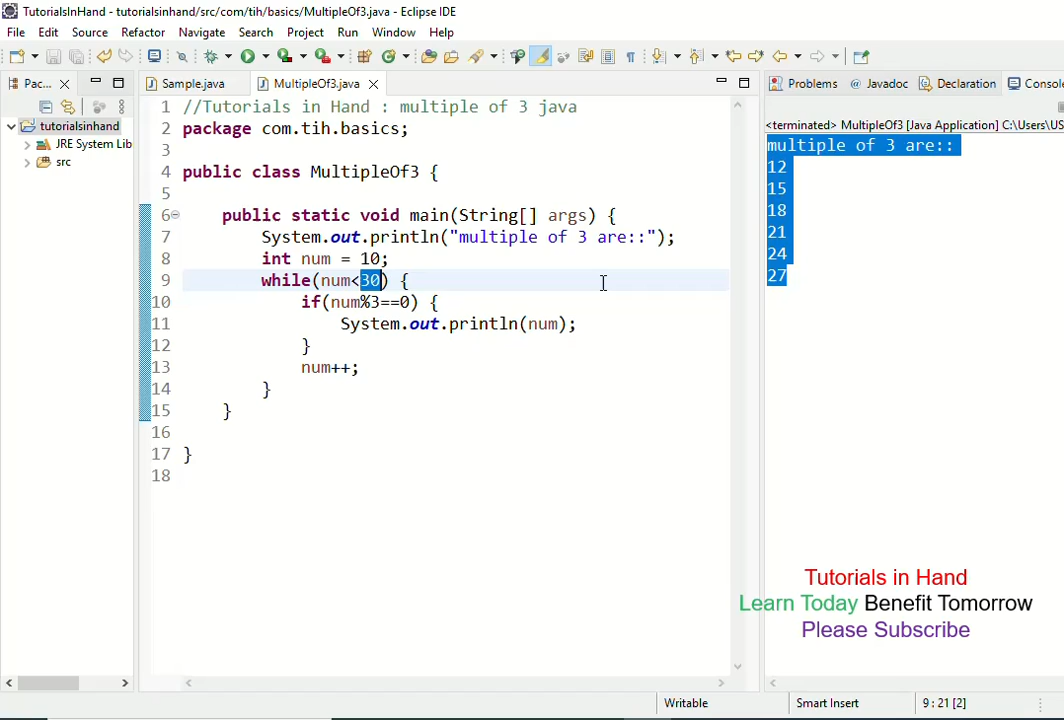 TutorialsInHand - tutorialsinhand/src/com/tih/basics/MultipleOf3.java - Eclipse IDE
File Edit Source Refactor Navigate Search Project Run Window Help
Pac... Sample.java MultipleOf3.java Problems @ Javadoc Declaration Conso
<terminated> MultipleOf3 [Java Application] C:\Users\US
tutorialsinhand
JRE System Lib
src
1 //Tutorials in Hand : multiple of 3 java
2 package com.tih.basics;
3
4 public class MultipleOf3 {
5
6 public static void main(String[] args) {
7 System.out.println("multiple of 3 are::");
8 int num = 10;
9 while(num<30) {
10 if(num%3==0) {
11 System.out.println(num);
12 }
13 num++;
14 }
15 }
16
17 }
18
multiple of 3 are::
12
15
18
21
24
27
Tutorials in Hand
Learn Today Benefit Tomorrow
Please Subscribe
Writable Smart Insert 9 : 21 [2]